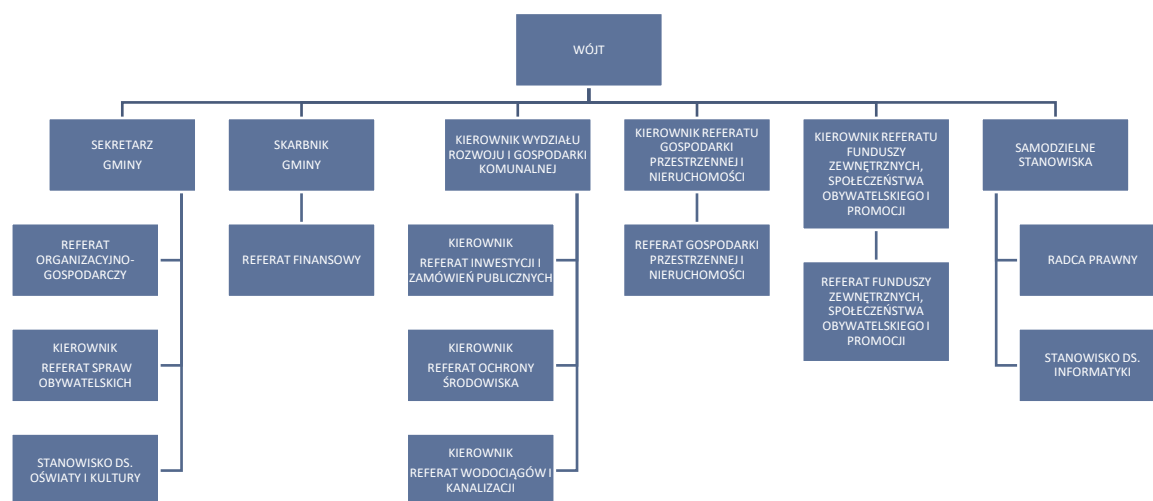 WÓJT
SEKRETARZ
GMINY
SKARBNIK
GMINY
KIEROWNIK WYDZIAŁU
ROZWOJU I GOSPODARKI
KOMUNALNEJ
KIEROWNIK REFERATU
GOSPODARKI
PRZESTRZENNEJ I
NIERUCHOMOŚCI
KIEROWNIK REFERATU
FUNDUSZY
ZEWNĘTRZNYCH,
SPOŁECZEŃSTWA
OBYWATELSKIEGO I
PROMOCJI
SAMODZIELNE
STANOWISKA
REFERAT
ORGANIZACYJNO-
GOSPODARCZY
REFERAT FINANSOWY
KIEROWNIK
REFERAT INWESTYCJI I
ZAMÓWIEŃ PUBLICZNYCH
REFERAT GOSPODARKI
PRZESTRZENNEJ I
NIERUCHOMOŚCI
REFERAT FUNDUSZY
ZEWNĘTRZNYCH,
SPOŁECZEŃSTWA
OBYWATELSKIEGO I
PROMOCJI
RADCA PRAWNY
KIEROWNIK
REFERAT SPRAW
OBYWATELSKICH
KIEROWNIK
REFERAT OCHRONY
ŚRODOWISKA
STANOWISKO DS.
INFORMATYKI
STANOWISKO DS.
OŚWIATY I KULTURY
KIEROWNIK
REFERAT WODOCIĄGÓW I
KANALIZACJI